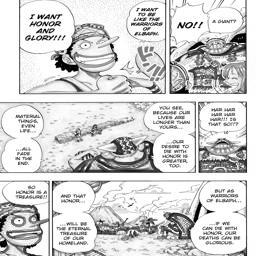 A GIANT?
NO!!
I WANT
TO BE
LIKE THE
WARRIORS
OF
ELBAPH.
I WANT
HONOR
AND
GLORY!!!
HAR HAR
HAR HAR
HAR!!! IS
THAT SO!?
YOU SEE,
BECAUSE OUR
LIVES ARE
LONGER THAN
YOURS...
...OUR
DESIRE TO
DIE WITH
HONOR IS
GREATER,
TOO.
MATERIAL
THINGS,
EVEN
LIFE...
...ALL
FADE IN
THE END.
BUT AS
WARRIORS
OF
ELBAPH...
...IF WE
CAN DIE
WITH HONOR,
OUR DEATHS
CAN BE
GLORIOUS.
AND THAT
HONOR...
...WILL BE
THE ETERNAL
TREASURE
OF OUR
HOMELAND.
SO
HONOR IS A
TREASURE!!